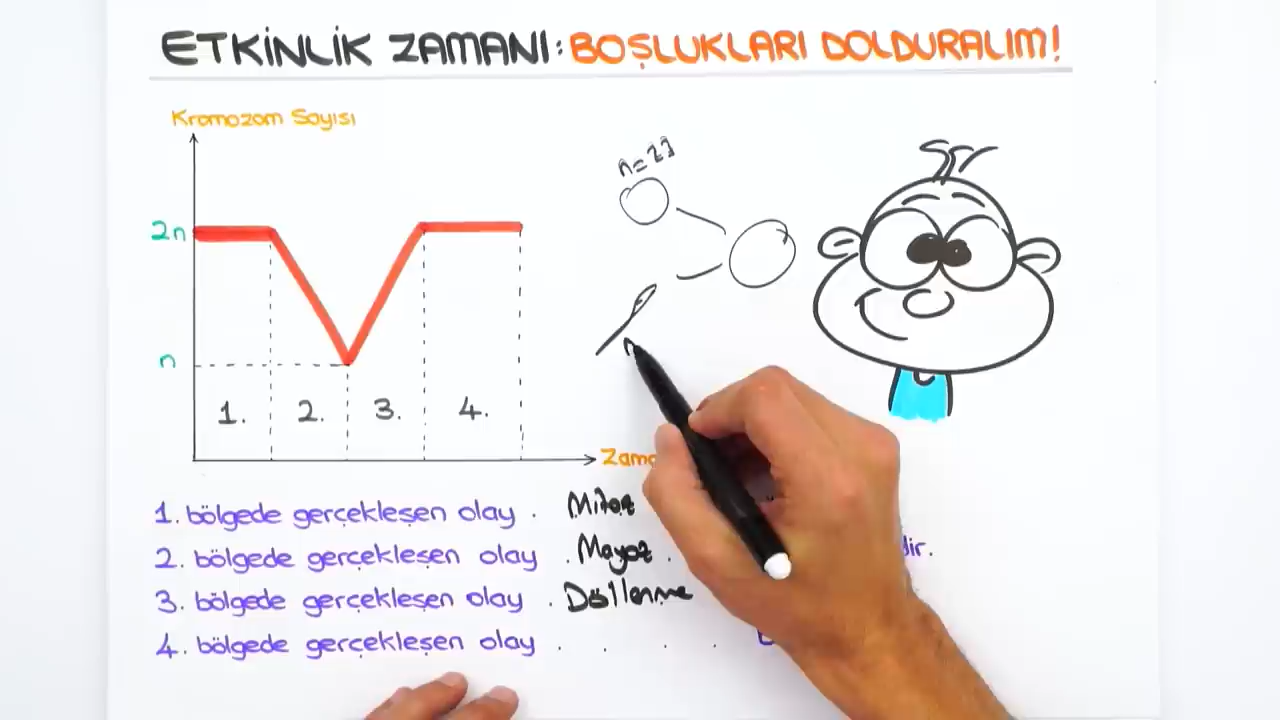 ETKİNLİK ZAMANI: BOŞLUKLARI DOLDURALIM!
Kromozom Sayısı
n=23
2n
n
n
1. 2. 3. 4.
1. bölgede gerçekleşen olay . Mitoz
2. bölgede gerçekleşen olay . Mayoz . dir.
3. bölgede gerçekleşen olay . Döllenme
4. bölgede gerçekleşen olay . . . .